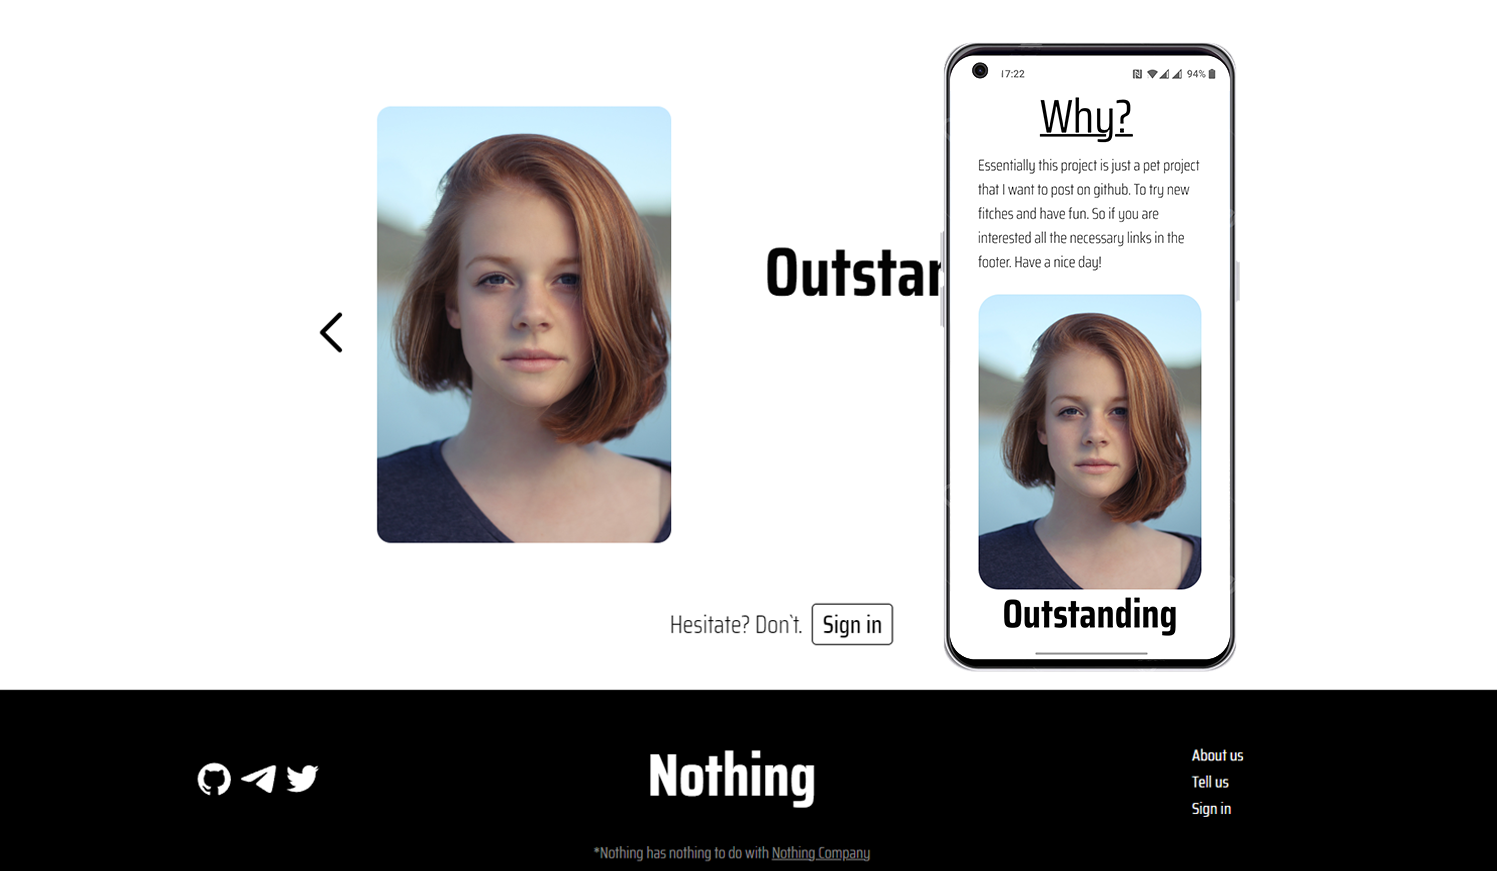 17:22
94%
Why?
Essentially this project is just a pet project
that I want to post on github. To try new
fitches and have fun. So if you are
interested all the necessary links in the
footer. Have a nice day!
Outstanding
Outstan
Hesitate? Don`t.
Sign in
Nothing
About us
Tell us
Sign in
*Nothing has nothing to do with Nothing Company